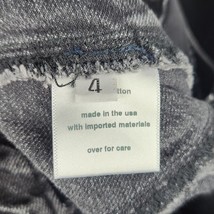 4
made in the usa
with imported materials
over for care